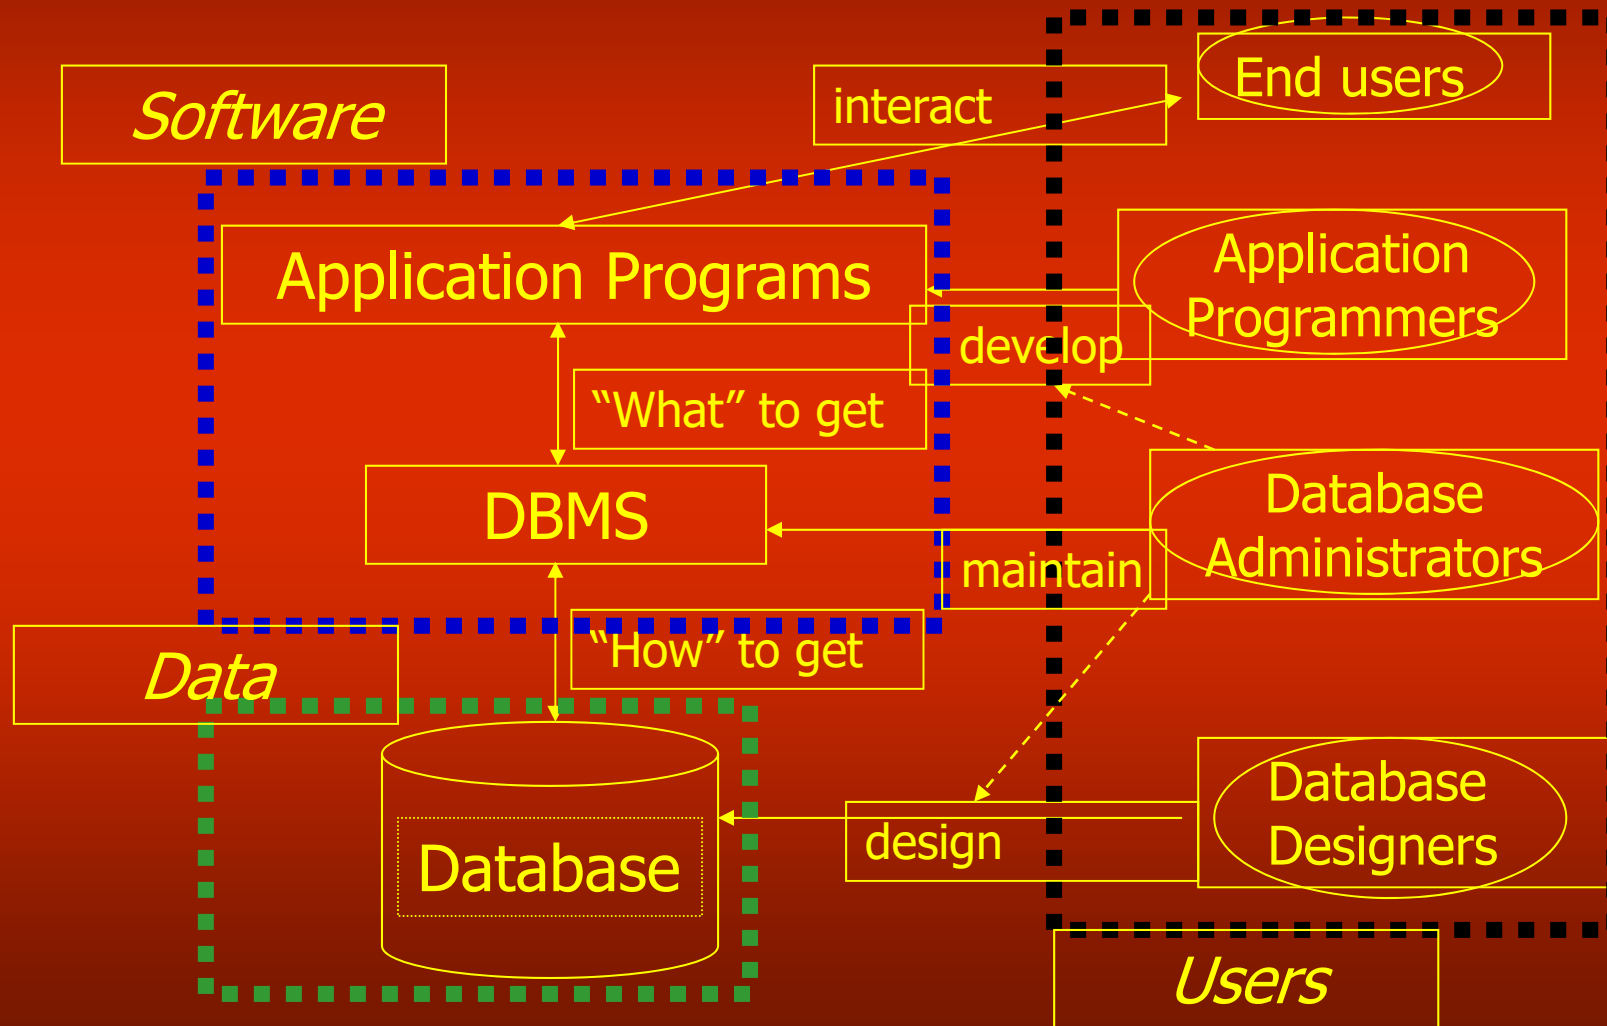 Software
interact
End users
Application Programs
Application
Programmers
develop
“What” to get
DBMS
Database
Administrators
maintain
“How” to get
Data
Database
Database
Designers
design
Users